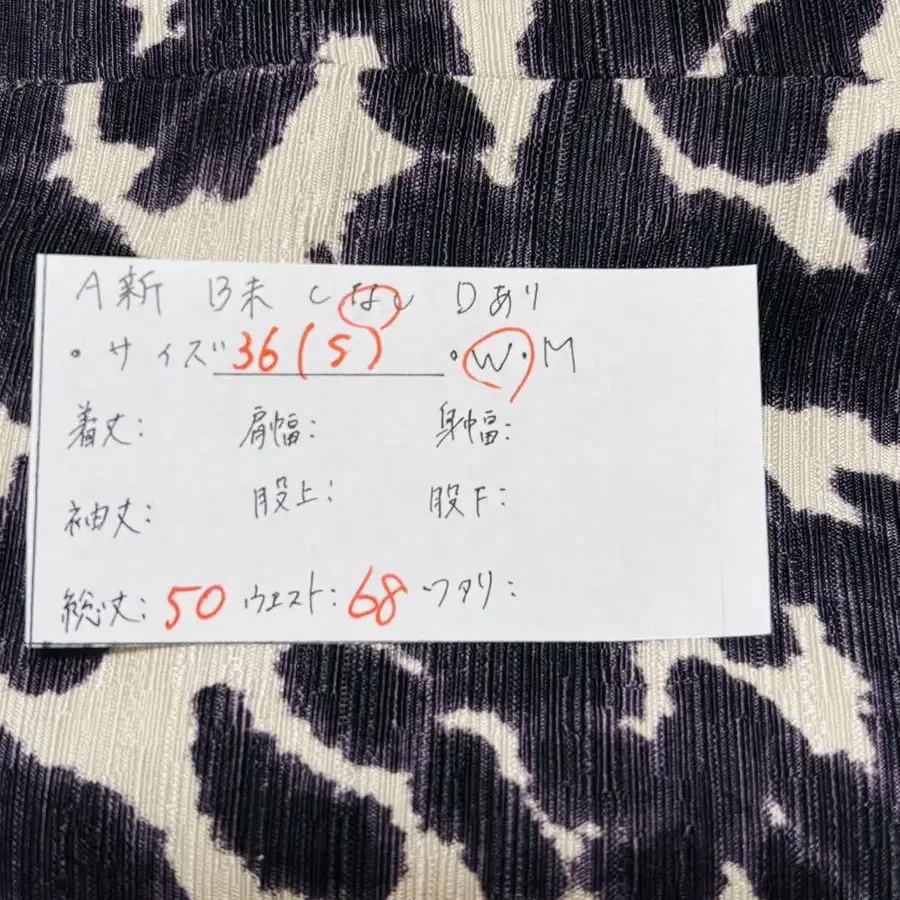 A新 B未 Cなし Dあり
・サイズ 36(S) ・W・M
着丈: 肩幅: 身幅:
袖丈: 股上: 股下:
総丈: 50 ウエスト: 68 ワタリ: